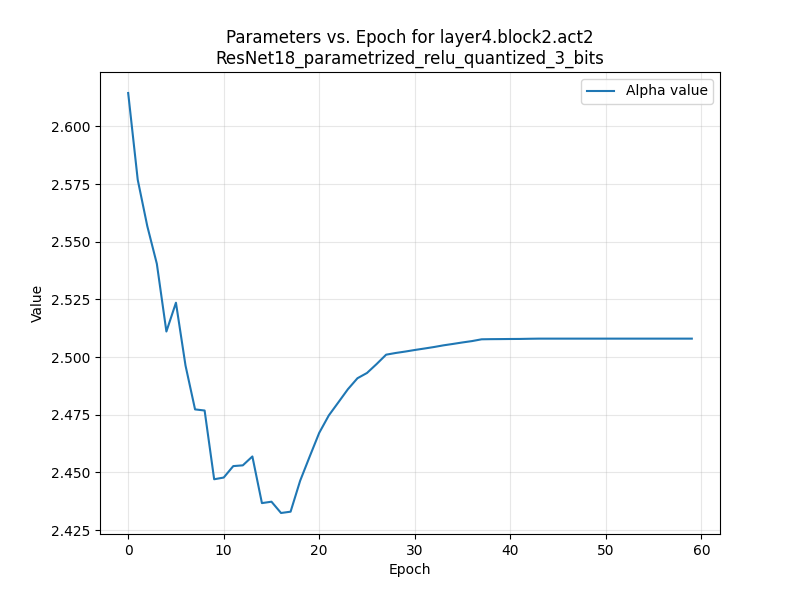 Parameters vs. Epoch for layer4.block2.act2
ResNet18_parametrized_relu_quantized_3_bits
Alpha value
2.600
2.575
2.550
2.525
2.500
2.475
2.450
2.425
Value
0 10 20 30 40 50 60
Epoch